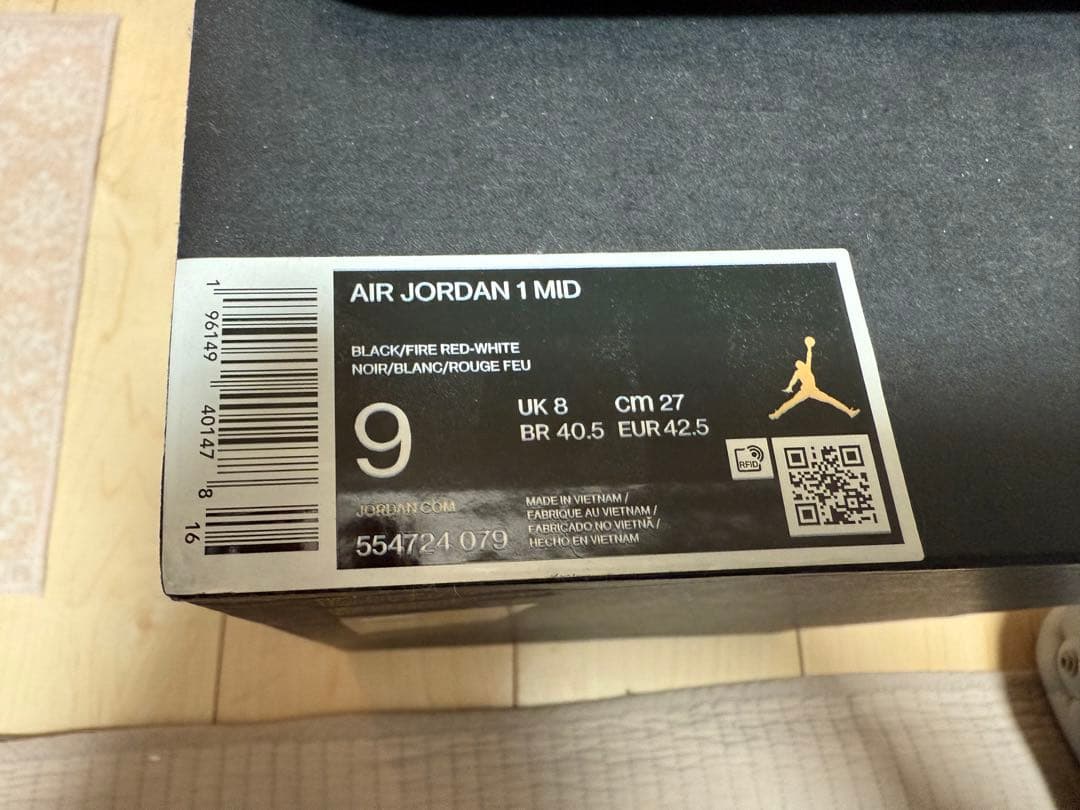 AIR JORDAN 1 MID
BLACK/FIRE RED-WHITE
NOIR/BLANC/ROUGE FEU
9
UK 8 cm 27
BR 40.5 EUR 42.5
RFID
JORDAN.COM
554724 079
MADE IN VIETNAM /
FABRIQUE AU VIETNAM /
FABRICADO NO VIETNÃ /
HECHO EN VIETNAM
1 96149 40147 8 16